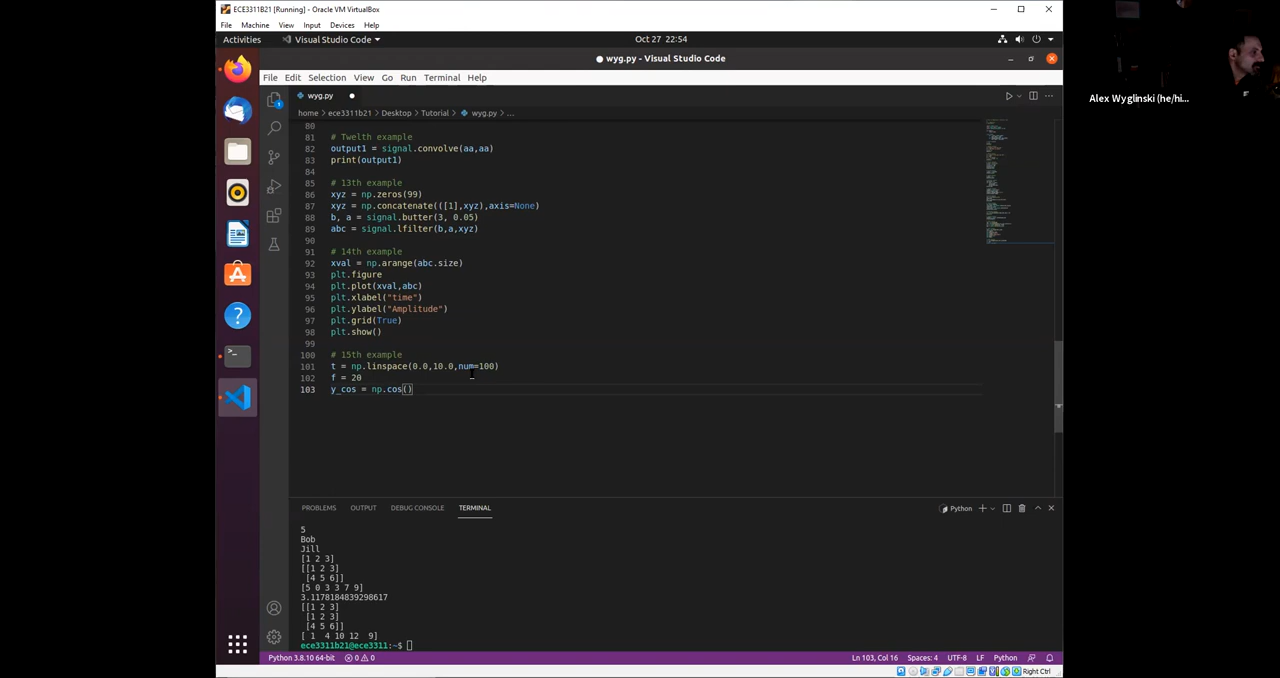 ECE3311B21 [Running] - Oracle VM VirtualBox
File Machine View Input Devices Help
Activities Visual Studio Code Oct 27 22:54
● wyg.py - Visual Studio Code
File Edit Selection View Go Run Terminal Help
wyg.py ●
home > ece3311b21 > Desktop > Tutorial > wyg.py > ...
80
81 # Twelth example
82 output1 = signal.convolve(aa,aa)
83 print(output1)
84
85 # 13th example
86 xyz = np.zeros(99)
87 xyz = np.concatenate(([1],xyz),axis=None)
88 b, a = signal.butter(3, 0.05)
89 abc = signal.lfilter(b,a,xyz)
90
91 # 14th example
92 xval = np.arange(abc.size)
93 plt.figure
94 plt.plot(xval,abc)
95 plt.xlabel("time")
96 plt.ylabel("Amplitude")
97 plt.grid(True)
98 plt.show()
99
100 # 15th example
101 t = np.linspace(0.0,10.0,num=100)
102 f = 20
103 y_cos = np.cos()
PROBLEMS OUTPUT DEBUG CONSOLE TERMINAL Python
5
Bob
Jill
[1 2 3]
[[1 2 3]
[4 5 6]]
[5 0 3 3 7 9]
3.1178184839298617
[[1 2 3]
[1 2 3]
[4 5 6]]
[ 1 4 10 12 9]
ece3311b21@ece3311:~$
Python 3.8.10 64-bit 0 0 Ln 103, Col 16 Spaces: 4 UTF-8 LF Python
Right Ctrl
Alex Wyglinski (he/hi...